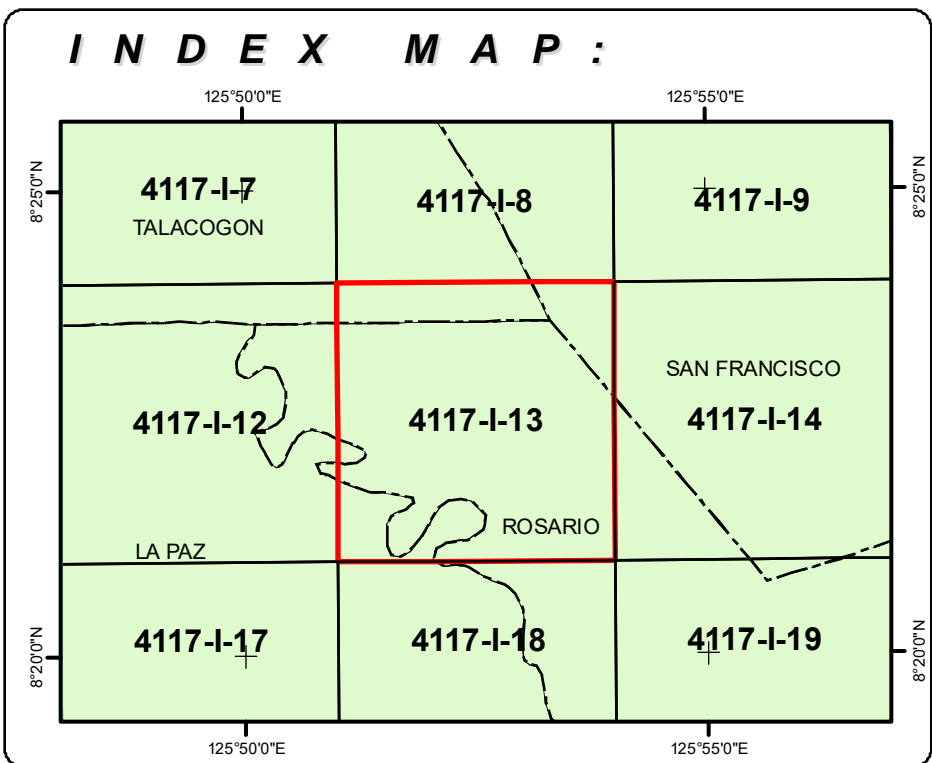 INDEX MAP:
125°50'0"E 125°55'0"E
8°25'0"N 8°25'0"N
4117-I-7 4117-I-8 4117-I-9
TALACOGON
SAN FRANCISCO
4117-I-12 4117-I-13 4117-I-14
ROSARIO
LA PAZ
4117-I-17 4117-I-18 4117-I-19
8°20'0"N 8°20'0"N
125°50'0"E 125°55'0"E